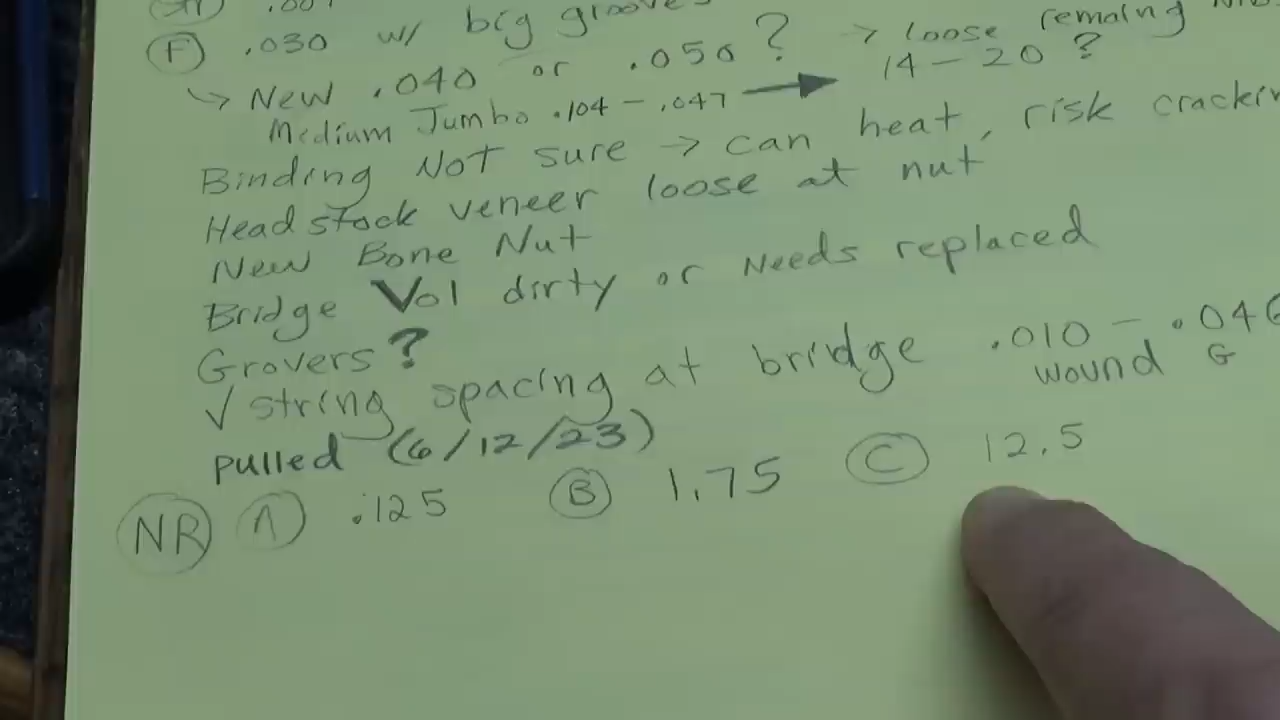 .001
(F) .030 w/ big grooves
↳ New .040 or .050 ? → loose remaing
Medium Jumbo .104 - .047 → 14 - 20 ?
Binding Not sure → can heat, risk crackin
Headstock veneer loose at nut
New Bone Nut
Bridge Vol dirty or Needs replaced
Grovers ?
√ string spacing at bridge .010 - .046
pulled (6/12/23) wound G
(NR) (A) .125 (B) 1.75 (C) 12.5